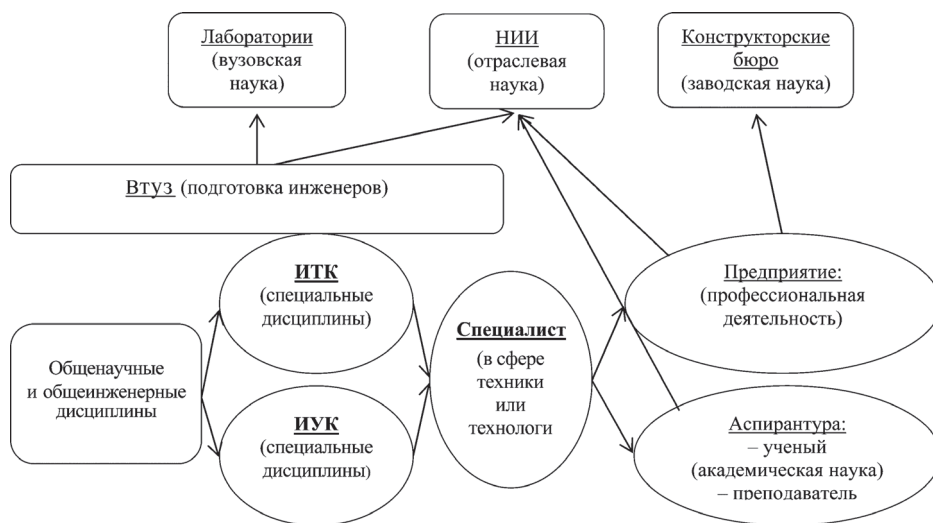 Лаборатории
(вузовская
наука)
НИИ
(отраслевая
наука)
Конструкторские
бюро
(заводская наука)
Втуз (подготовка инженеров)
ИТК
(специальные
дисциплины)
Предприятие:
(профессиональная
деятельность)
Специалист
(в сфере
техники
или
технологи
Общенаучные
и общеинженерные
дисциплины
ИУК
(специальные
дисциплины)
Аспирантура:
– ученый
(академическая наука)
– преподаватель